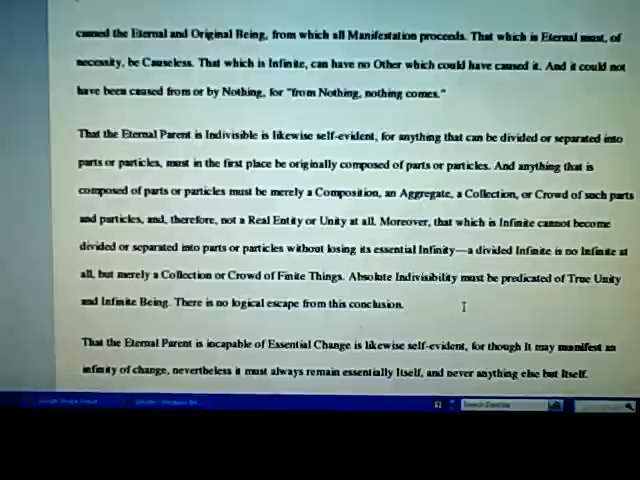 the Eternal and Original Being, from which all Manifestation proceeds. That which is Eternal must, of
necessity, be Causeless. That which is Infinite, can have no Other which could have caused it. And it could not
have been caused from or by Nothing, for "from Nothing, nothing comes."
That the Eternal Parent is Indivisible is likewise self-evident, for anything that can be divided or separated into
parts or particles, must in the first place be originally composed of parts or particles. And anything that is
composed of parts or particles must be merely a Composition, an Aggregate, a Collection, or Crowd of such parts
and particles, and, therefore, not a Real Entity or Unity at all. Moreover, that which is Infinite cannot become
divided or separated into parts or particles without losing its essential Infinity—a divided Infinite is no Infinite at
all, but merely a Collection or Crowd of Finite Things. Absolute Indivisibility must be predicated of True Unity
and Infinite Being. There is no logical escape from this conclusion.
That the Eternal Parent is incapable of Essential Change is likewise self-evident, for though It may manifest an
infinity of change, nevertheless it must always remain essentially Itself, and never anything else but Itself.
Search Desktop